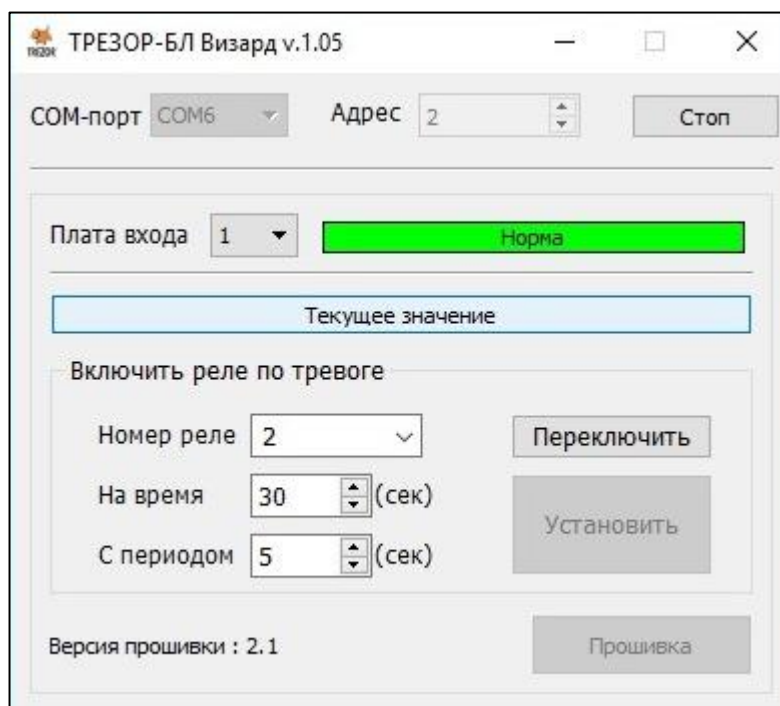 ТРЕЗОР-БЛ Визард v.1.05
COM-порт COM6 Адрес 2 Стоп
Плата входа 1 Норма
Текущее значение
Включить реле по тревоге
Номер реле 2 Переключить
На время 30 (сек)
Установить
С периодом 5 (сек)
Версия прошивки : 2.1 Прошивка